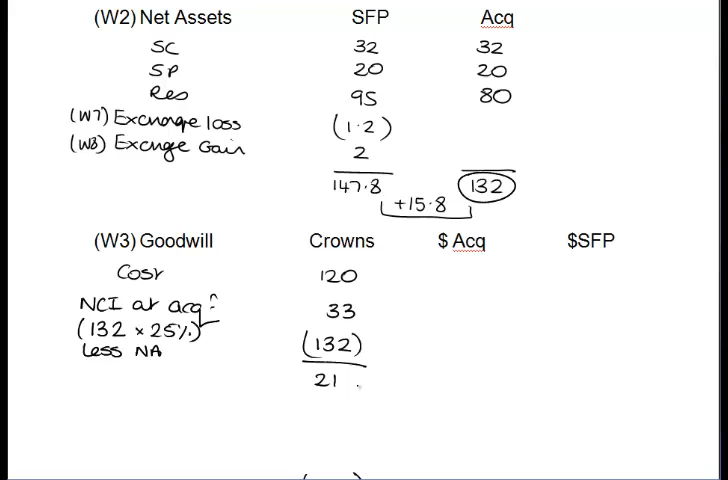 (W2) Net Assets SFP Acq
SC 32 32
SP 20 20
Res 95 80
(W7) Exchange loss (1.2)
(W8) Exchge Gain 2
147.8 132
+15.8
(W3) Goodwill Crowns $ Acq $SFP
Cost 120
NCI at acq: 33
(132 x 25%)
Less NA (132)
21